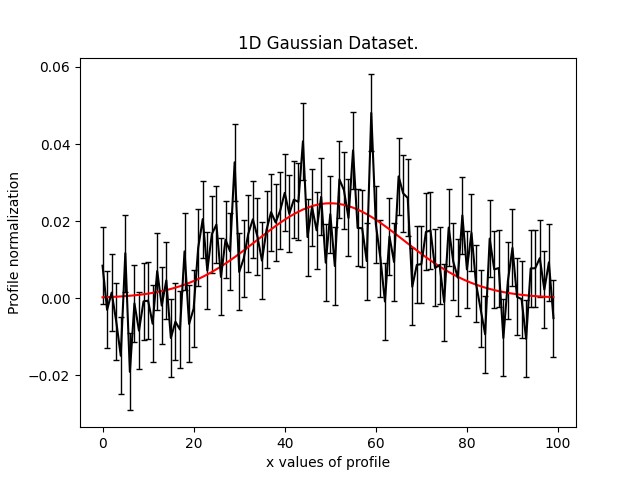 1D Gaussian Dataset.
Profile normalization
0.06
0.04
0.02
0.00
−0.02
0 20 40 60 80 100
x values of profile